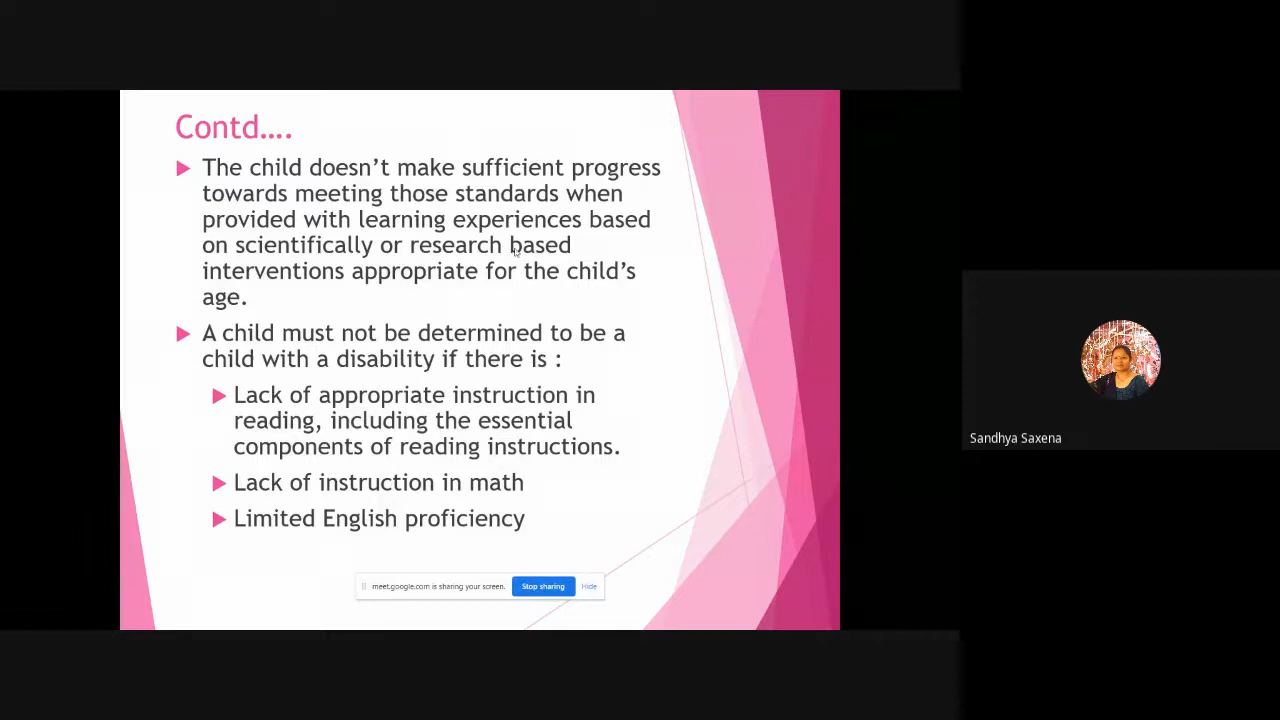 Contd....
The child doesn't make sufficient progress
towards meeting those standards when
provided with learning experiences based
on scientifically or research based
interventions appropriate for the child's
age.
A child must not be determined to be a
child with a disability if there is :
Lack of appropriate instruction in
reading, including the essential
components of reading instructions.
Lack of instruction in math
Limited English proficiency
meet.google.com is sharing your screen. Stop sharing Hide
Sandhya Saxena